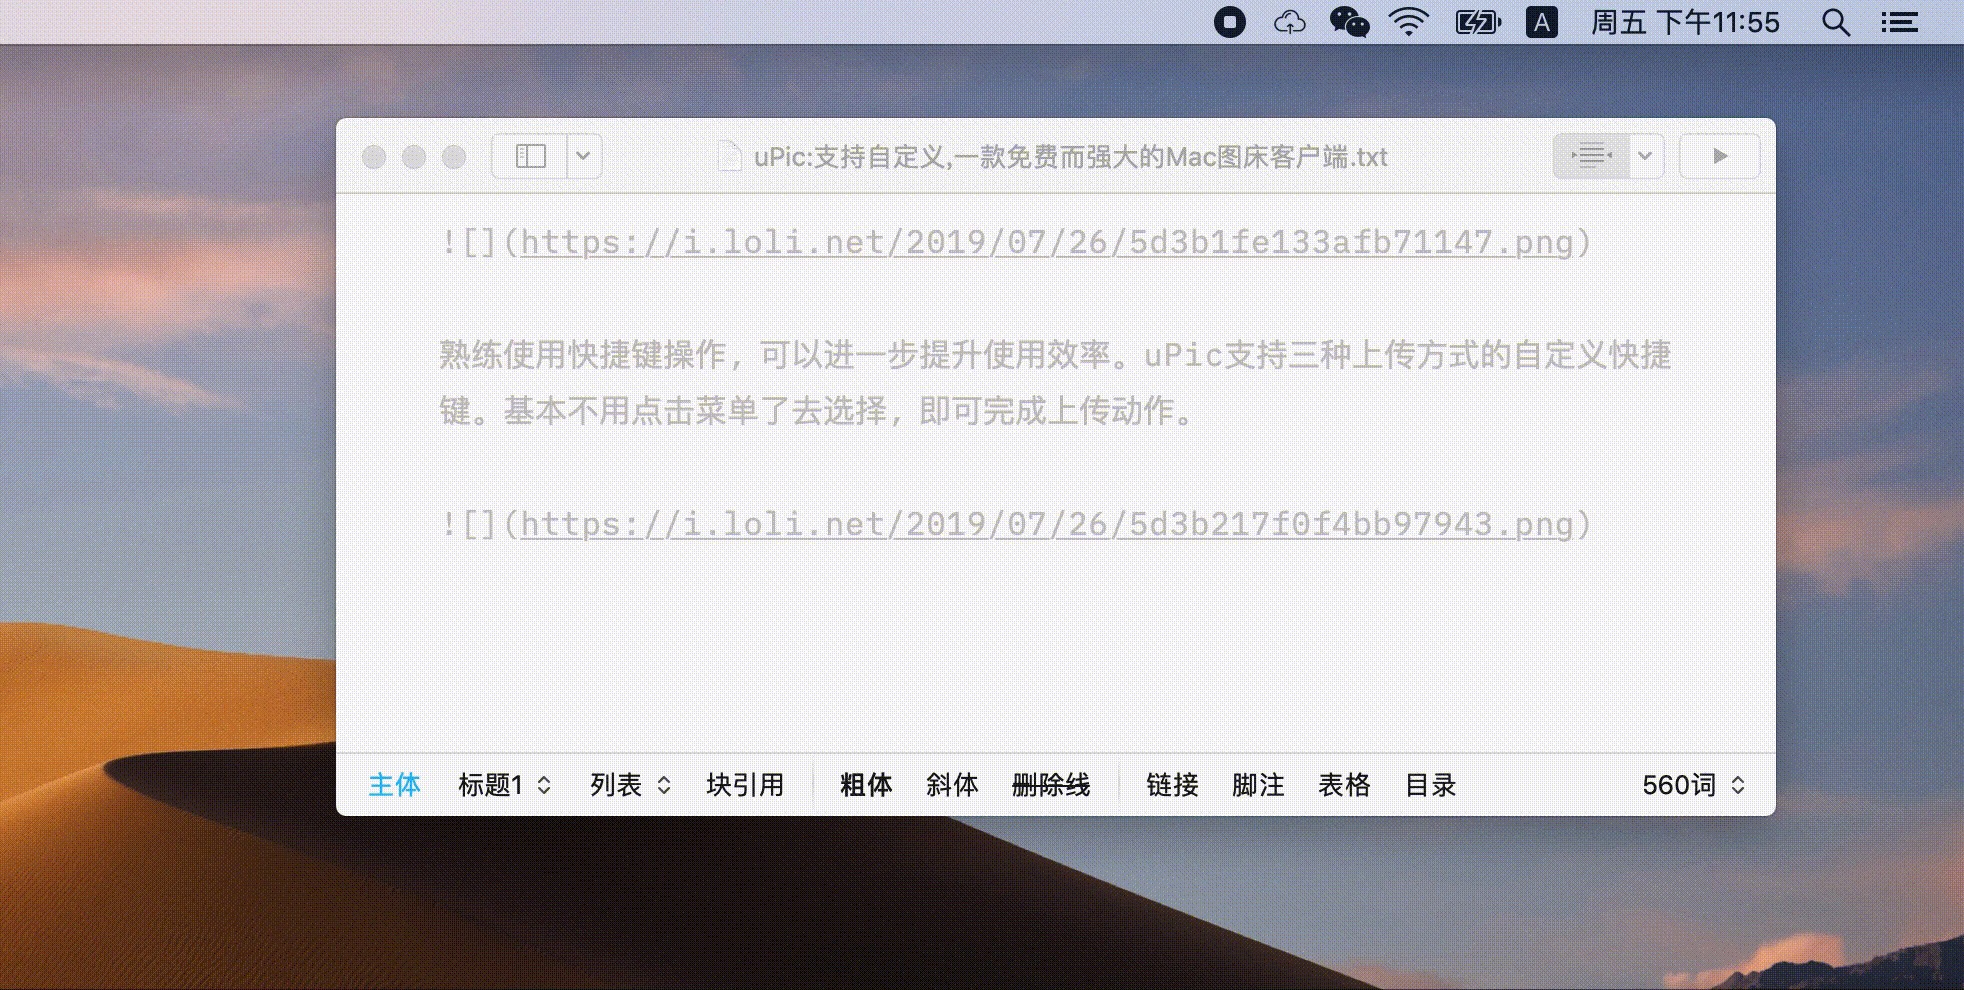 A 周五 下午11:55
uPic:支持自定义,一款免费而强大的Mac图床客户端.txt
![](https://i.loli.net/2019/07/26/5d3b1fe133afb71147.png)
熟练使用快捷键操作，可以进一步提升使用效率。uPic支持三种上传方式的自定义快捷
键。基本不用点击菜单了去选择，即可完成上传动作。
![](https://i.loli.net/2019/07/26/5d3b217f0f4bb97943.png)
主体 标题1 列表 块引用 粗体 斜体 删除线 链接 脚注 表格 目录 560词